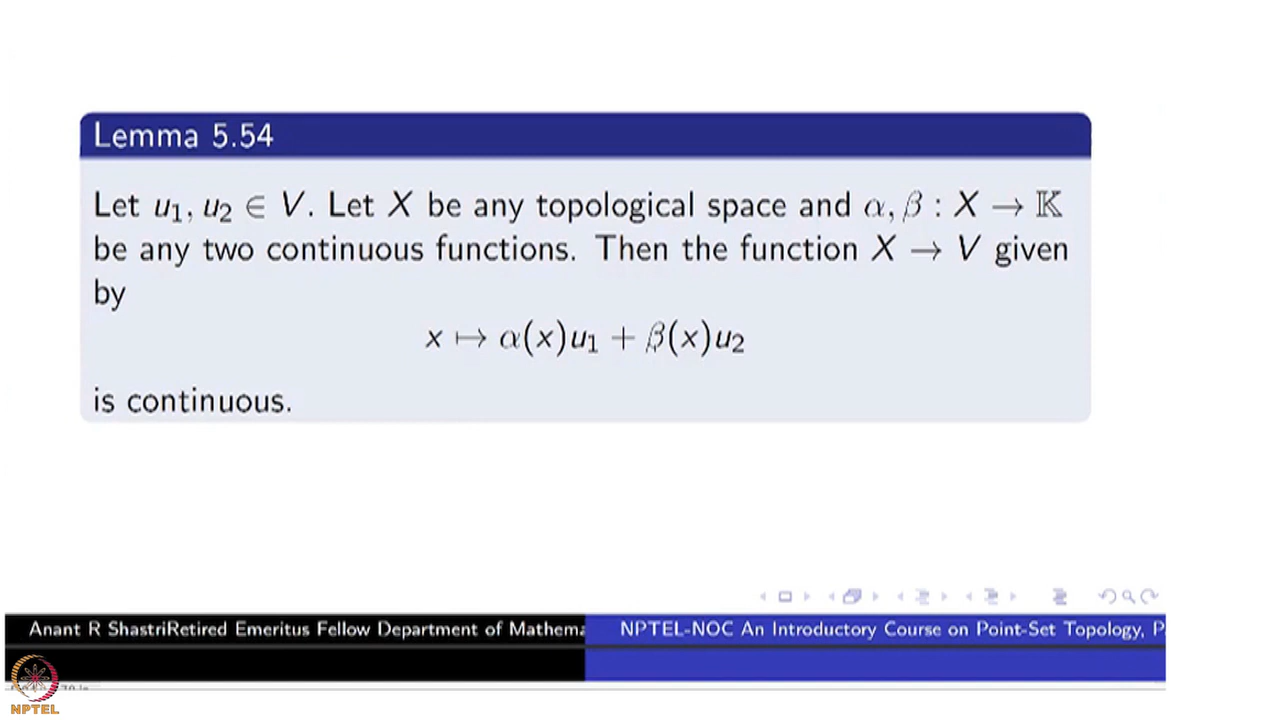 Lemma 5.54
Let u₁, u₂ ∈ V. Let X be any topological space and α, β : X → 𝕂
be any two continuous functions. Then the function X → V given
by
x ↦ α(x)u₁ + β(x)u₂
is continuous.
Anant R ShastriRetired Emeritus Fellow Department of Mathema
NPTEL-NOC An Introductory Course on Point-Set Topology, P
NPTEL